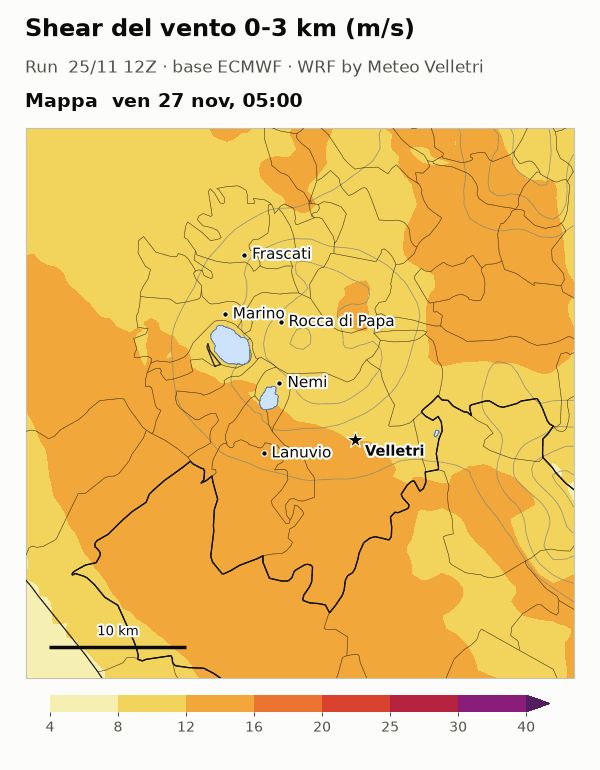 Shear del vento 0-3 km (m/s)
Run  25/11 12Z · base ECMWF · WRF by Meteo Velletri
Mappa  ven 27 nov, 05:00
Frascati
Marino
Rocca di Papa
Nemi
Velletri
Lanuvio
10 km
4 8 12 16 20 25 30 40